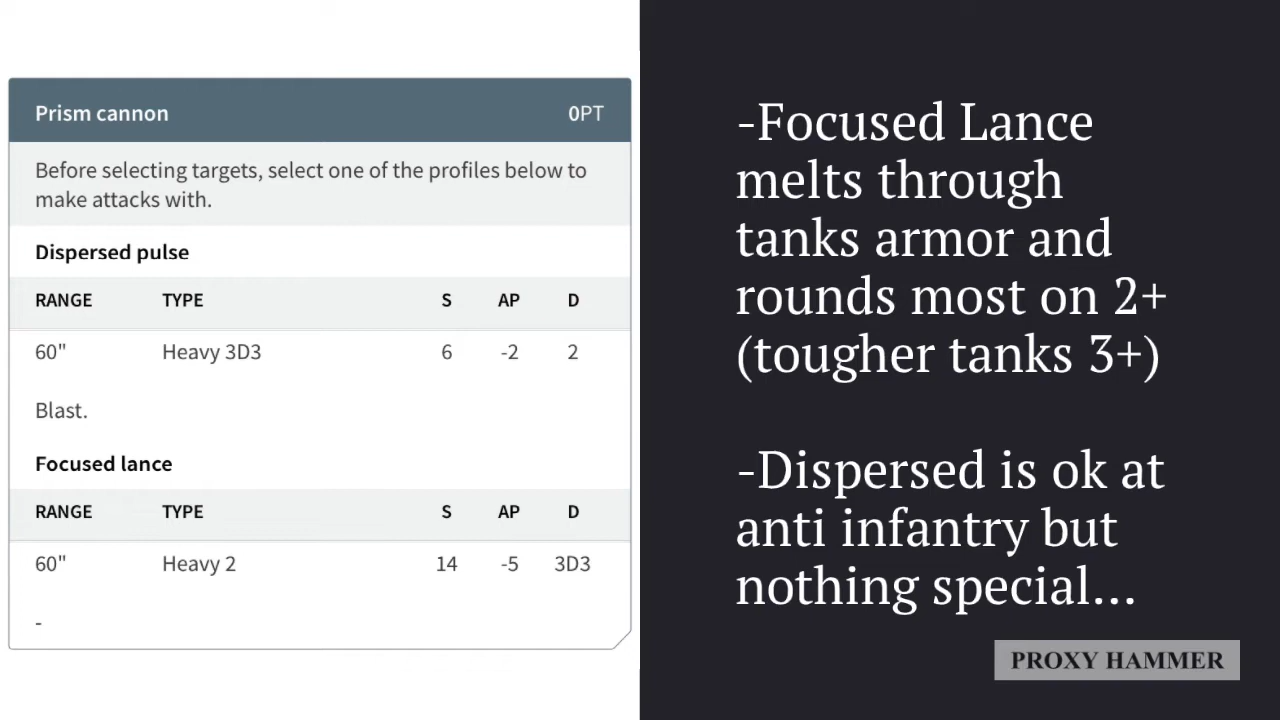 Prism cannon 0PT
Before selecting targets, select one of the profiles below to
make attacks with.
Dispersed pulse
RANGE TYPE S AP D
60" Heavy 3D3 6 -2 2
Blast.
Focused lance
RANGE TYPE S AP D
60" Heavy 2 14 -5 3D3
-
-Focused Lance
melts through
tanks armor and
rounds most on 2+
(tougher tanks 3+)
-Dispersed is ok at
anti infantry but
nothing special...
PROXY HAMMER